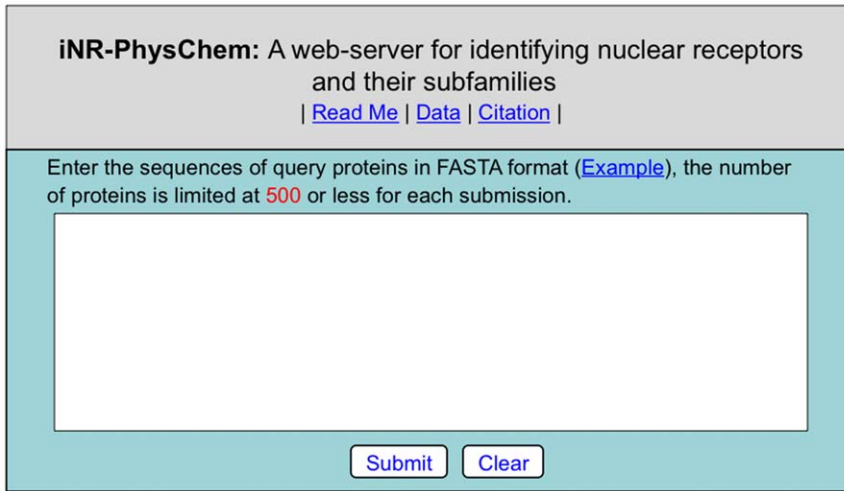 iNR-PhysChem: A web-server for identifying nuclear receptors
and their subfamilies
| Read Me | Data | Citation |
Enter the sequences of query proteins in FASTA format (Example), the number
of proteins is limited at 500 or less for each submission.
Submit Clear